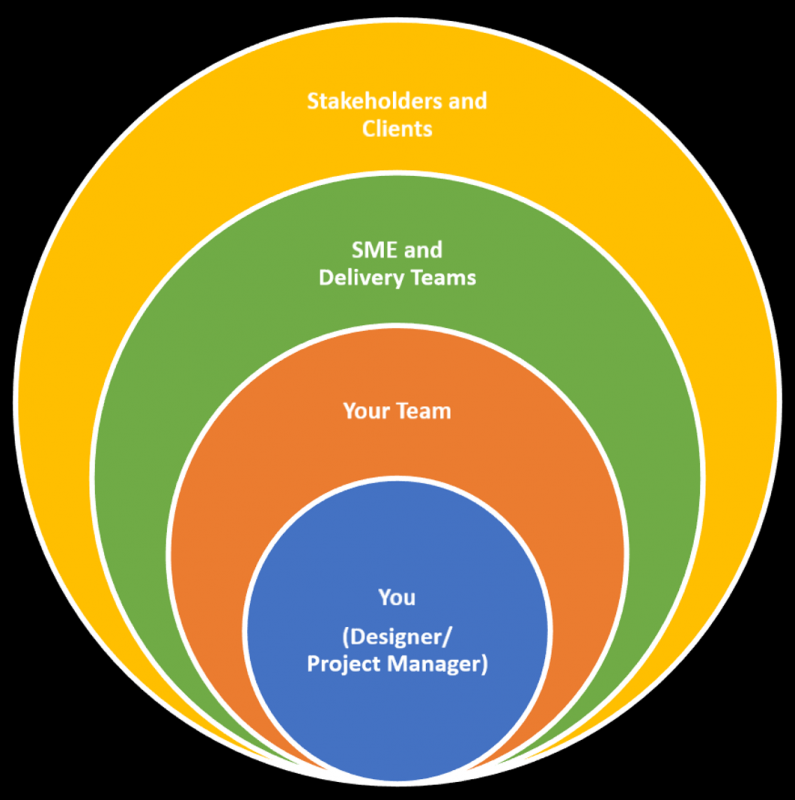 Stakeholders and
Clients
SME and
Delivery Teams
Your Team
You
(Designer/
Project Manager)